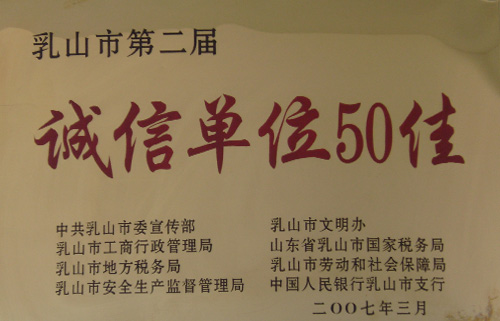 乳山市第二届
诚信单位50佳
中共乳山市委宣传部
乳山市工商行政管理局
乳山市地方税务局
乳山市安全生产监督管理局
乳山市文明办
山东省乳山市国家税务局
乳山市劳动和社会保障局
中国人民银行乳山市支行
二〇〇七年三月